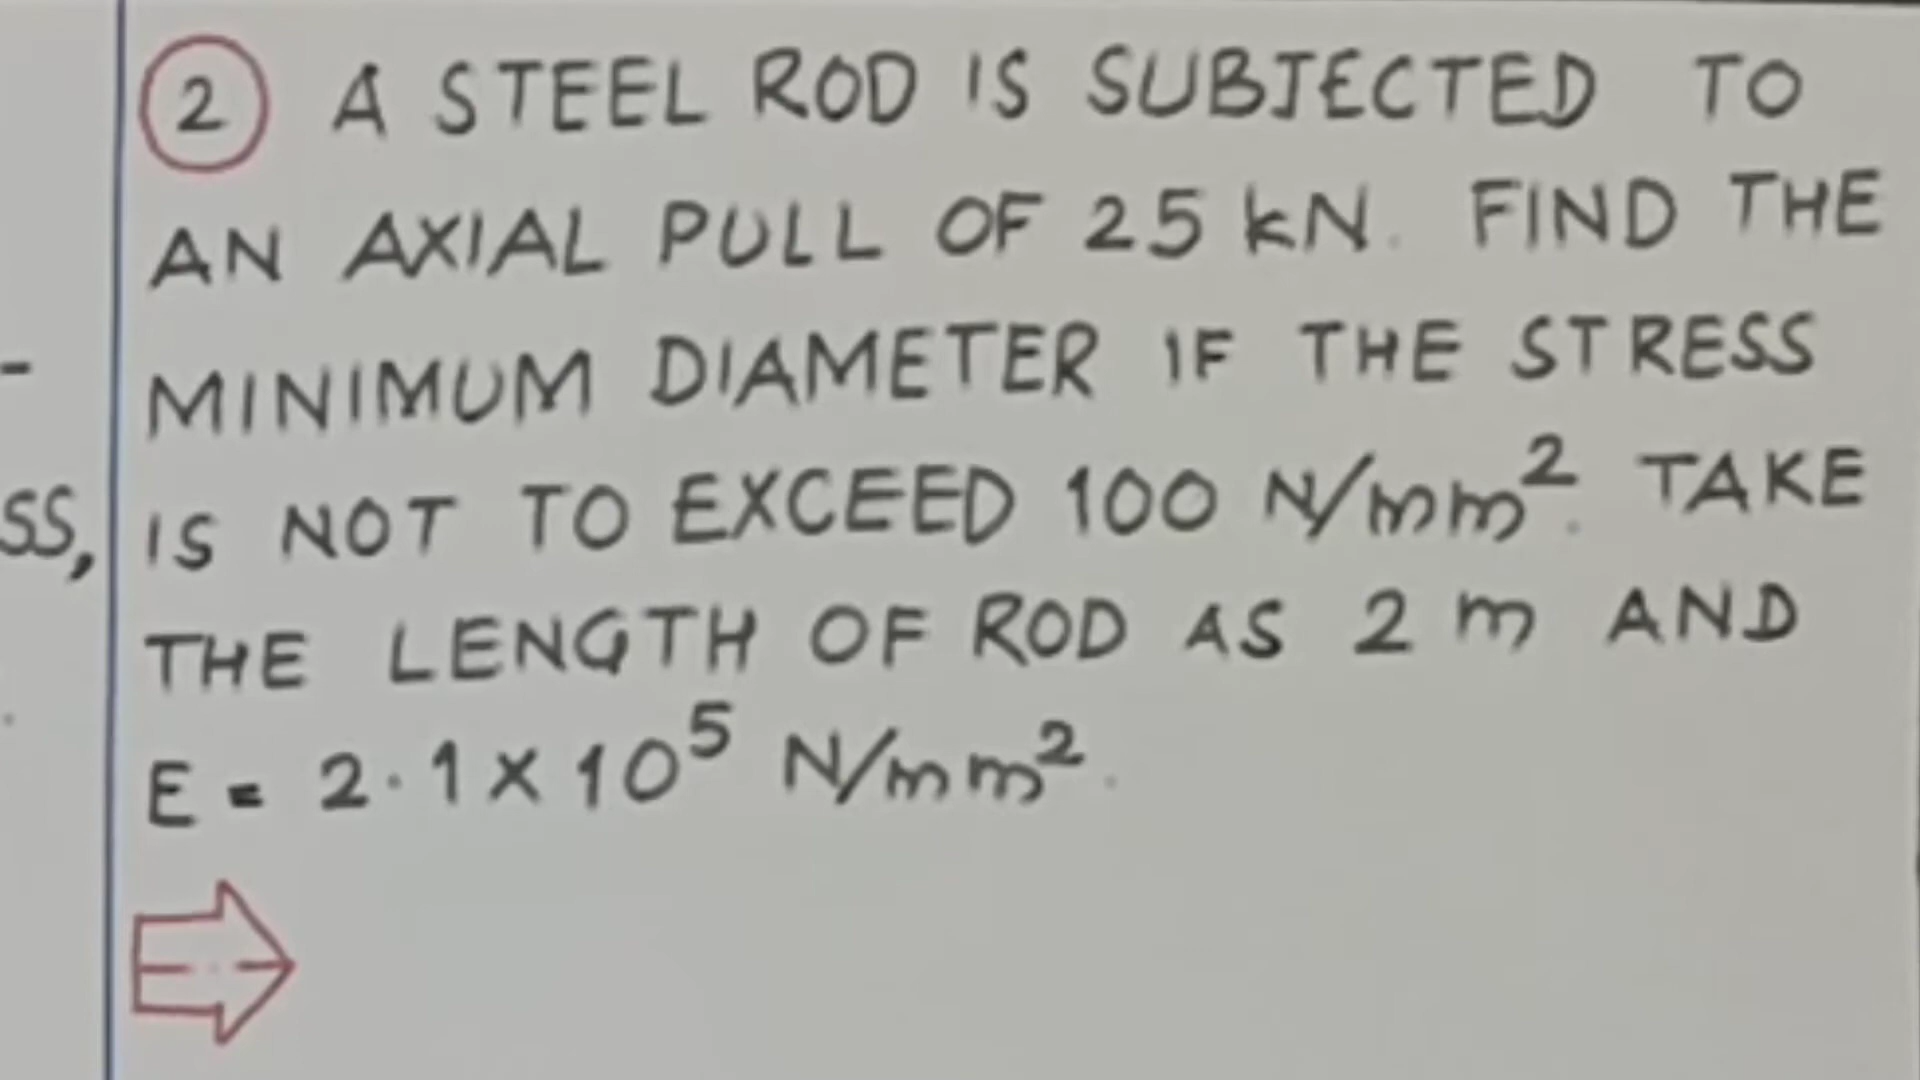 ② A STEEL ROD IS SUBJECTED TO
AN AXIAL PULL OF 25 kN. FIND THE
MINIMUM DIAMETER IF THE STRESS
SS, IS NOT TO EXCEED 100 N/mm². TAKE
THE LENGTH OF ROD AS 2 m AND
E = 2.1 x 10⁵ N/mm².